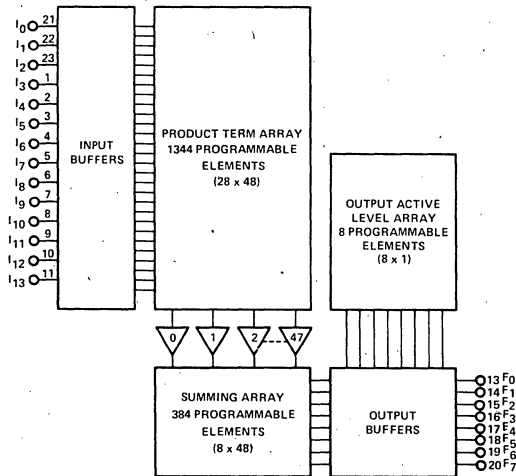 I0 21
I1 22
I2 23
I3 1
I4 2
I5 3
I6 4
I7 5
I8 6
I9 7
I10 8
I11 9
I12 10
I13 11
INPUT
BUFFERS
PRODUCT TERM ARRAY
1344 PROGRAMMABLE
ELEMENTS
(28 x 48)
OUTPUT ACTIVE
LEVEL ARRAY
8 PROGRAMMABLE
ELEMENTS
(8 x 1)
0 1 2 47
SUMMING ARRAY
384 PROGRAMMABLE
ELEMENTS
(8 x 48)
OUTPUT
BUFFERS
13 F0
14 F1
15 F2
16 F3
17 F4
18 F5
19 F6
20 F7